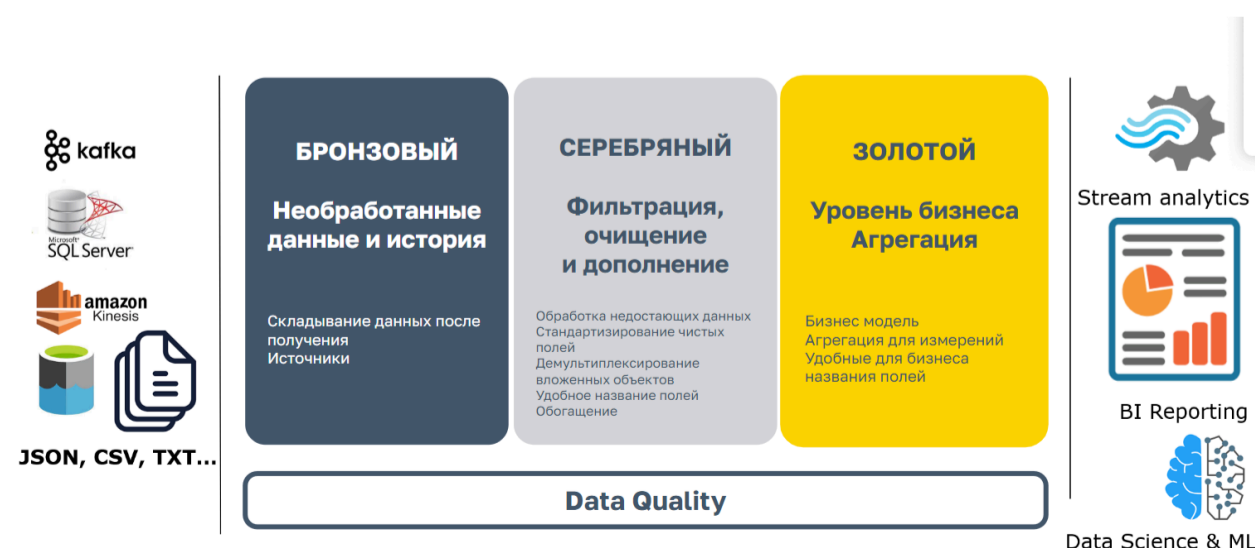 kafka
Microsoft
SQL Server
amazon
Kinesis
JSON, CSV, TXT...
БРОНЗОВЫЙ
Необработанные
данные и история
Складывание данных после
получения
Источники
СЕРЕБРЯНЫЙ
Фильтрация,
очищение
и дополнение
Обработка недостающих данных
Стандартизирование чистых
полей
Демультиплексирование
вложенных объектов
Удобное название полей
Обогащение
ЗОЛОТОЙ
Уровень бизнеса
Агрегация
Бизнес модель
Агрегация для измерений
Удобные для бизнеса
названия полей
Data Quality
Stream analytics
BI Reporting
Data Science & ML